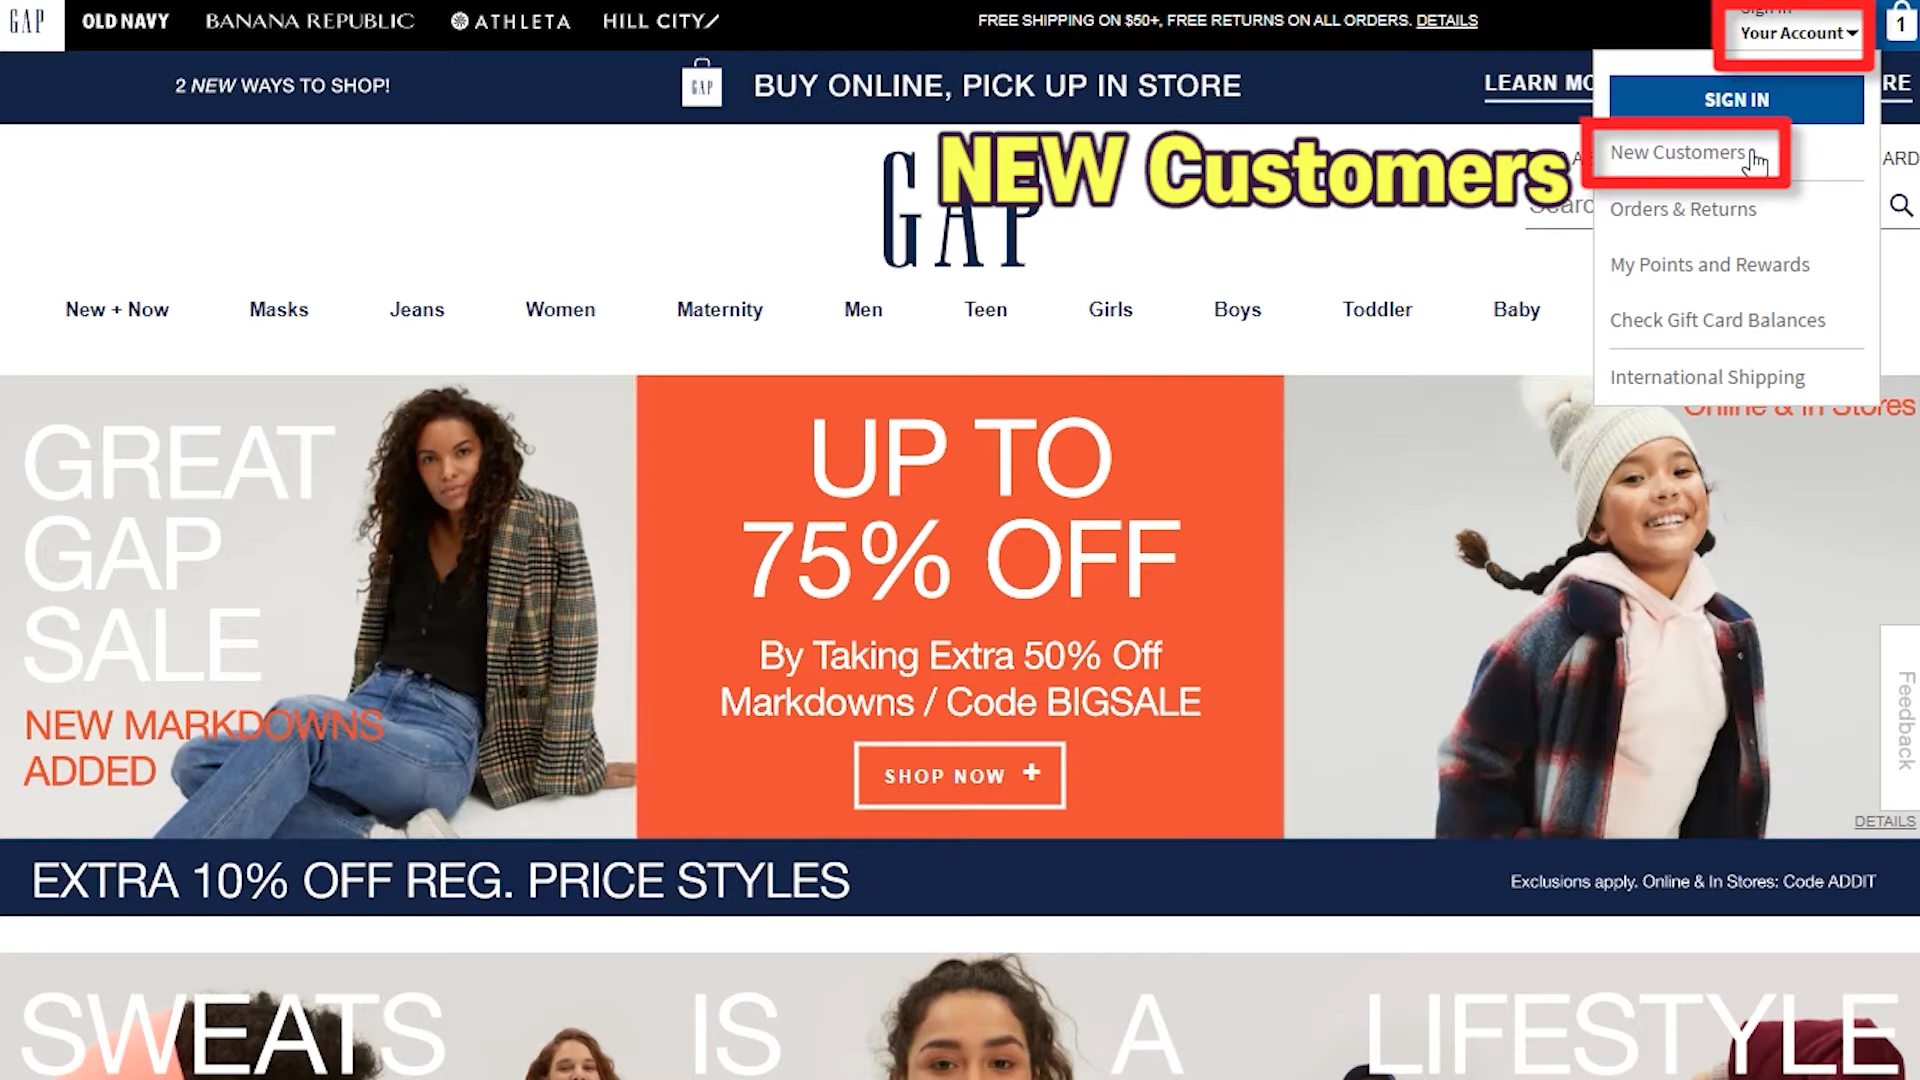 GAP
OLD NAVY
BANANA REPUBLIC
ATHLETA
HILL CITY/
FREE SHIPPING ON $50+, FREE RETURNS ON ALL ORDERS. DETAILS
Your Account
1
2 NEW WAYS TO SHOP!
GAP
BUY ONLINE, PICK UP IN STORE
LEARN MO
RE
SIGN IN
New Customers
NEW Customers
ARD
GAP
Searc
Orders & Returns
My Points and Rewards
Check Gift Card Balances
International Shipping
New + Now
Masks
Jeans
Women
Maternity
Men
Teen
Girls
Boys
Toddler
Baby
Online & In Stores
GREAT
GAP
SALE
NEW MARKDOWNS
ADDED
UP TO
75% OFF
By Taking Extra 50% Off
Markdowns / Code BIGSALE
SHOP NOW +
Feedback
DETAILS
EXTRA 10% OFF REG. PRICE STYLES
Exclusions apply. Online & In Stores: Code ADDIT
SWEATS IS A LIFESTYLE